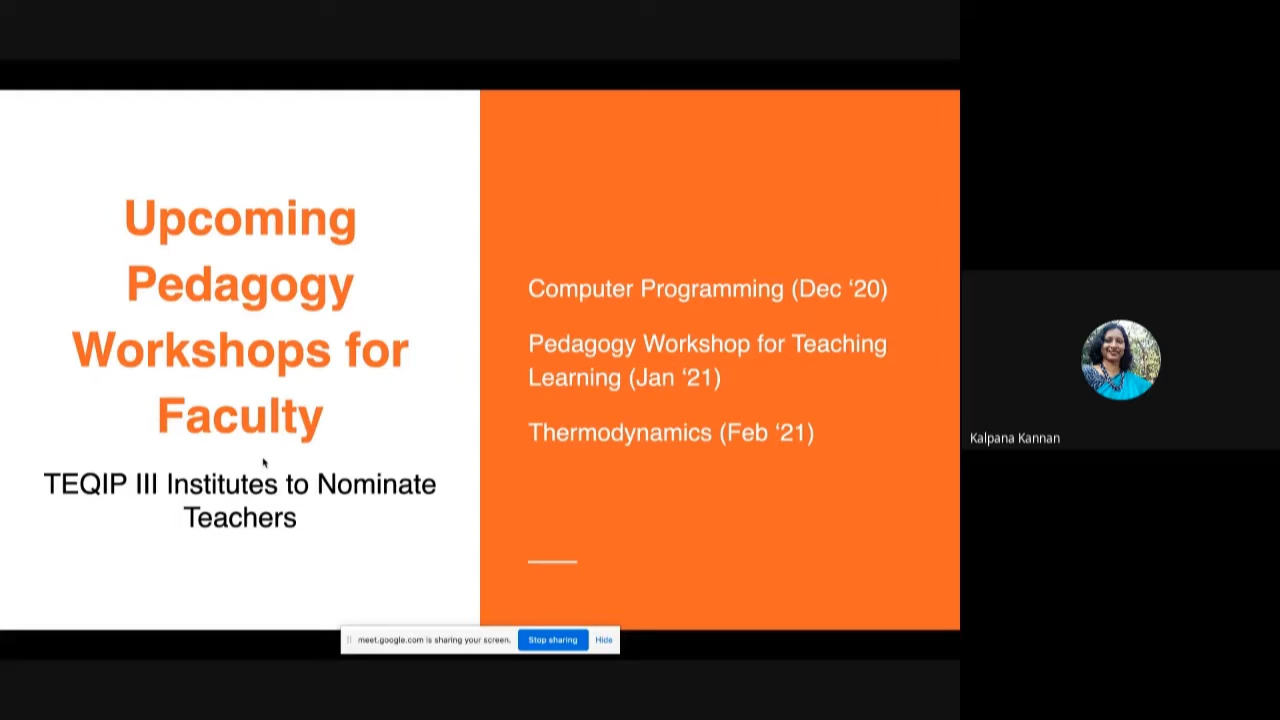 Upcoming
Pedagogy
Workshops for
Faculty
TEQIP III Institutes to Nominate
Teachers
Computer Programming (Dec ‘20)
Pedagogy Workshop for Teaching
Learning (Jan ‘21)
Thermodynamics (Feb ‘21)
Kalpana Kannan
meet.google.com is sharing your screen.
Stop sharing
Hide